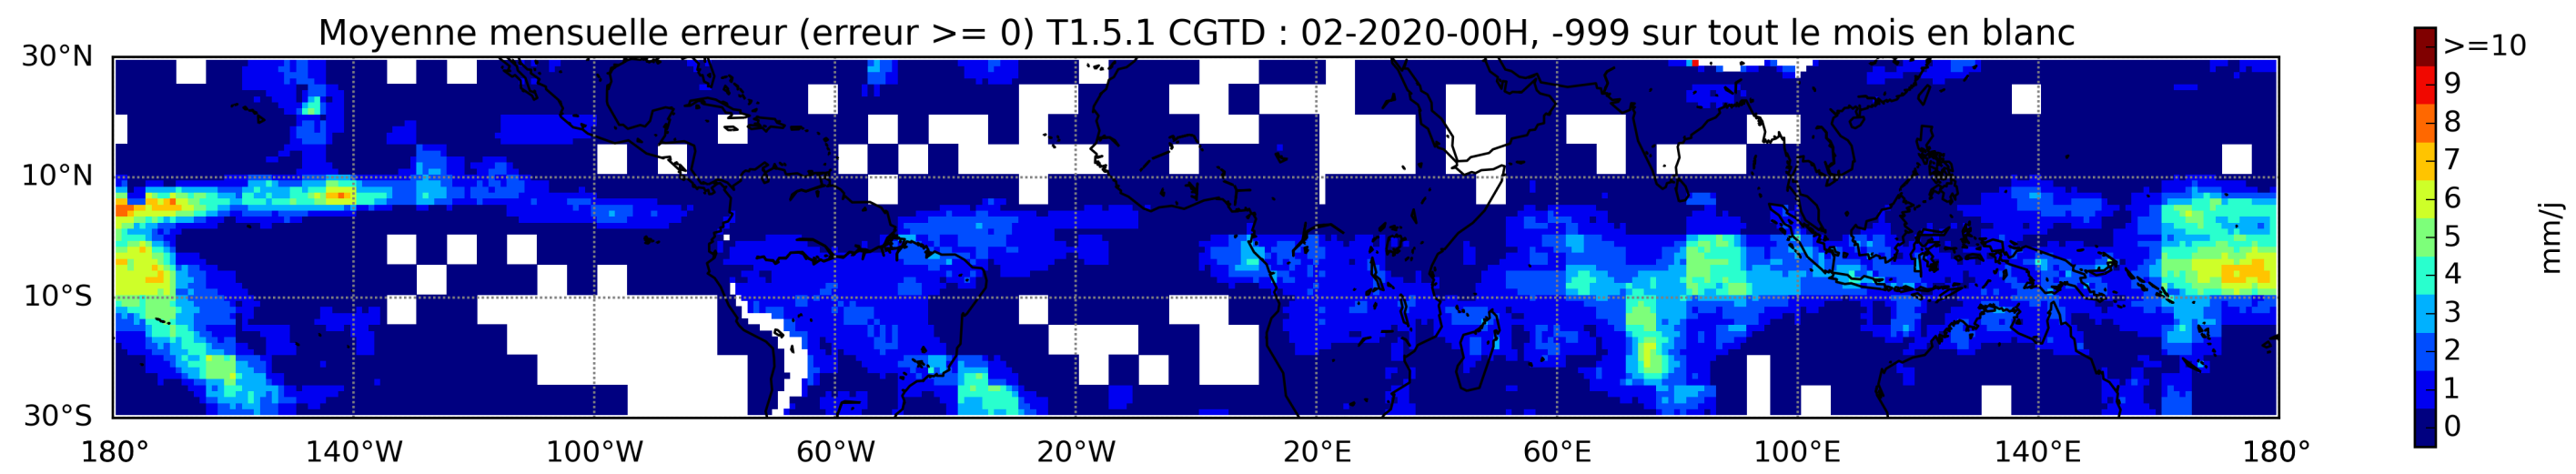 Moyenne mensuelle erreur (erreur >= 0) T1.5.1 CGTD : 02-2020-00H, -999 sur tout le mois en blanc
30°N
10°N
10°S
30°S
180° 140°W 100°W 60°W 20°W 20°E 60°E 100°E 140°E 180°
>=10
9
8
7
6
5
4
3
2
1
0
mm/j